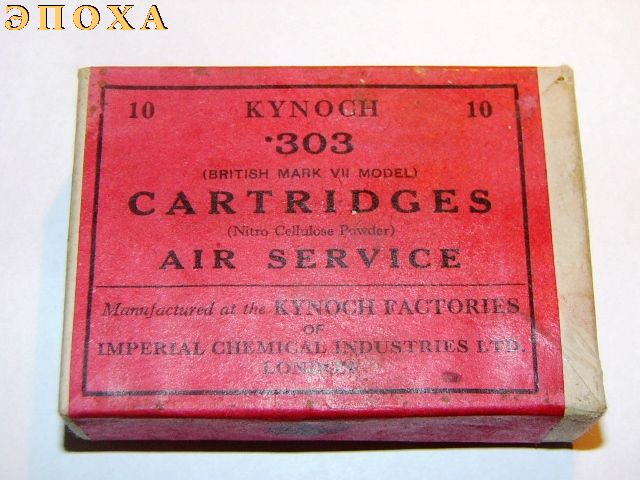 ЭПОХА
10 KYNOCH 10
·303
(BRITISH MARK VII MODEL)
CARTRIDGES
(Nitro Cellulose Powder)
AIR SERVICE
Manufactured at the KYNOCH FACTORIES
OF
IMPERIAL CHEMICAL INDUSTRIES LTD.
LONDON